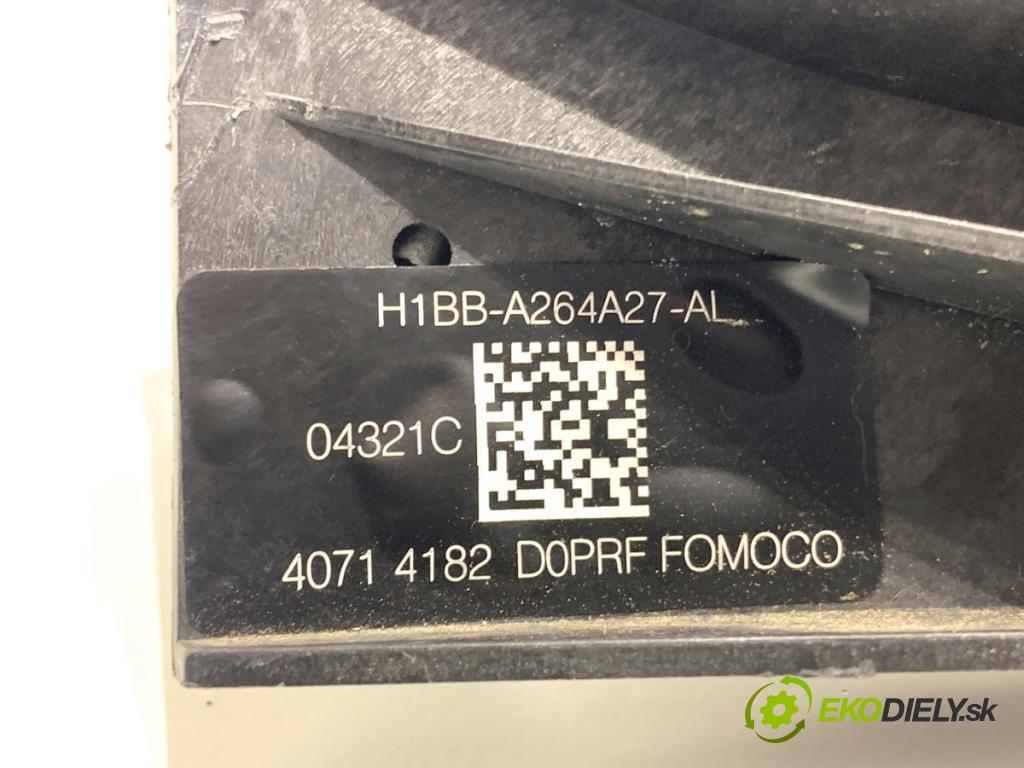 H1BB-A264A27-AL
04321C
4071 4182 D0PRF FOMOCO
EKODIELY.sk